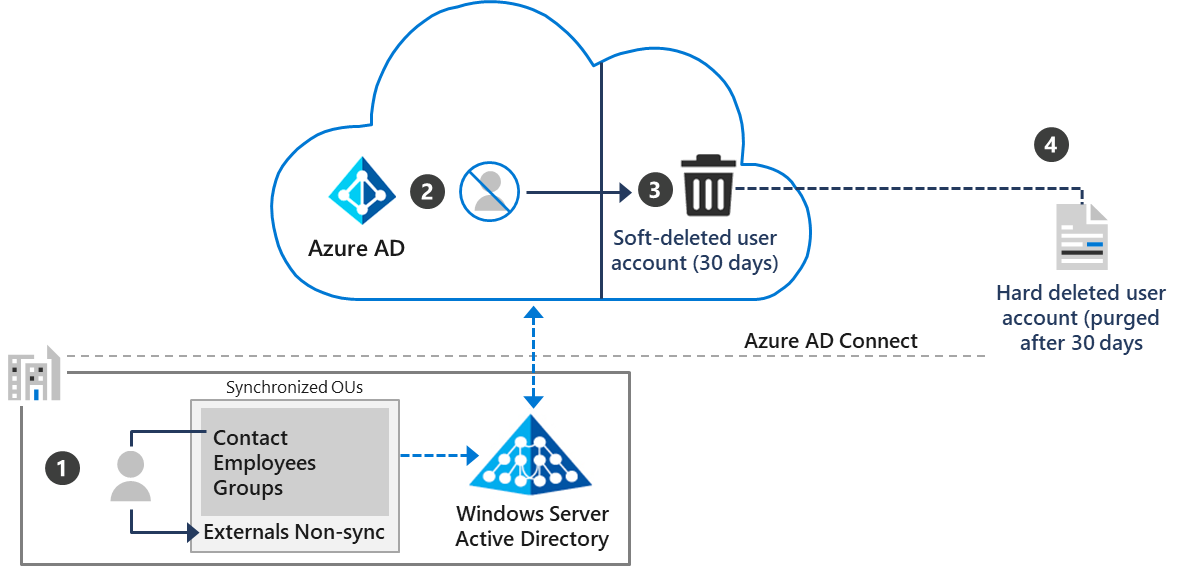 4
2
3
Azure AD
Soft-deleted user
account (30 days)
Hard deleted user
account (purged
after 30 days
Azure AD Connect
Synchronized OUs
1
Contact
Employees
Groups
Externals Non-sync
Windows Server
Active Directory